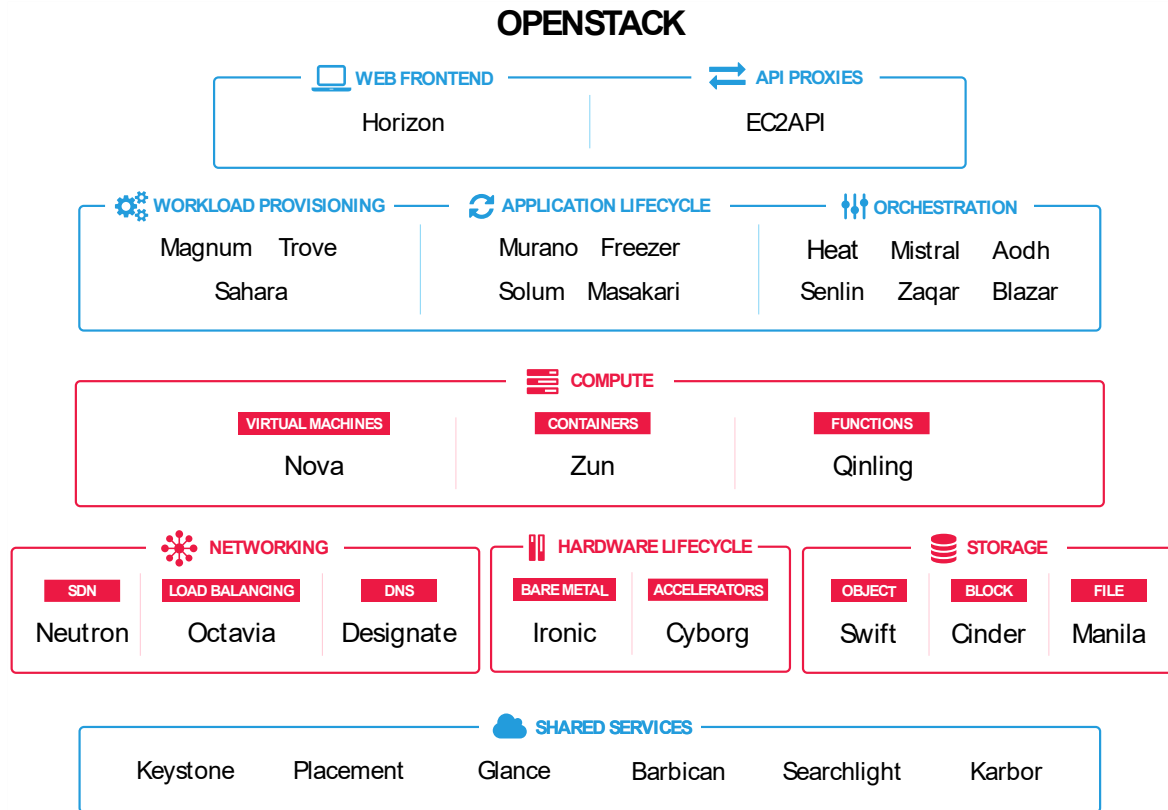 OPENSTACK
WEB FRONTEND API PROXIES
Horizon EC2API
WORKLOAD PROVISIONING APPLICATION LIFECYCLE ORCHESTRATION
Magnum Trove Murano Freezer Heat Mistral Aodh
Sahara Solum Masakari Senlin Zaqar Blazar
COMPUTE
VIRTUAL MACHINES CONTAINERS FUNCTIONS
Nova Zun Qinling
NETWORKING HARDWARE LIFECYCLE STORAGE
SDN LOAD BALANCING DNS BARE METAL ACCELERATORS OBJECT BLOCK FILE
Neutron Octavia Designate Ironic Cyborg Swift Cinder Manila
SHARED SERVICES
Keystone Placement Glance Barbican Searchlight Karbor